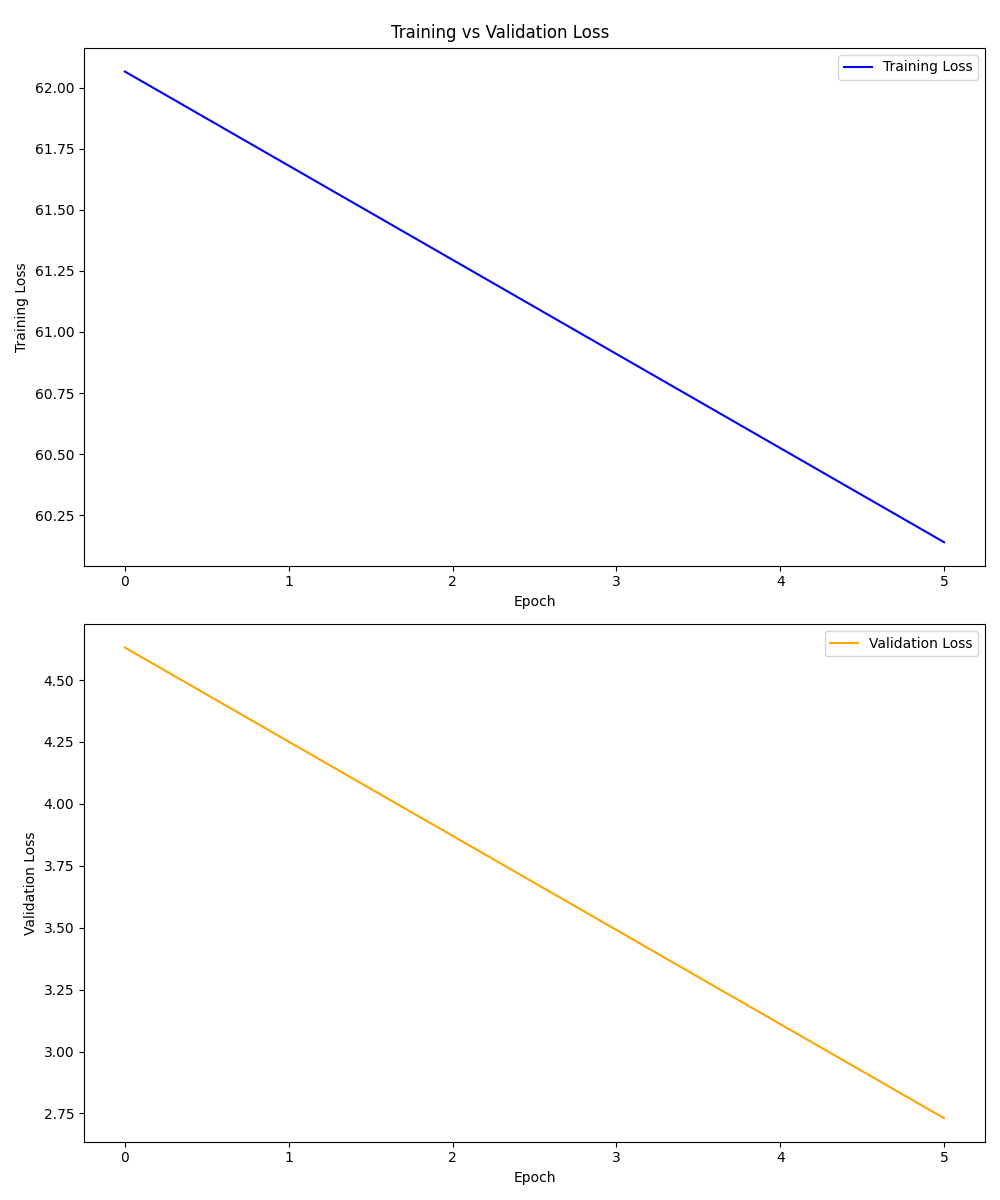 Training vs Validation Loss
Training Loss
62.00
61.75
61.50
61.25
61.00
60.75
60.50
60.25
Training Loss
0 1 2 3 4 5
Epoch
Validation Loss
4.50
4.25
4.00
3.75
3.50
3.25
3.00
2.75
Validation Loss
0 1 2 3 4 5
Epoch